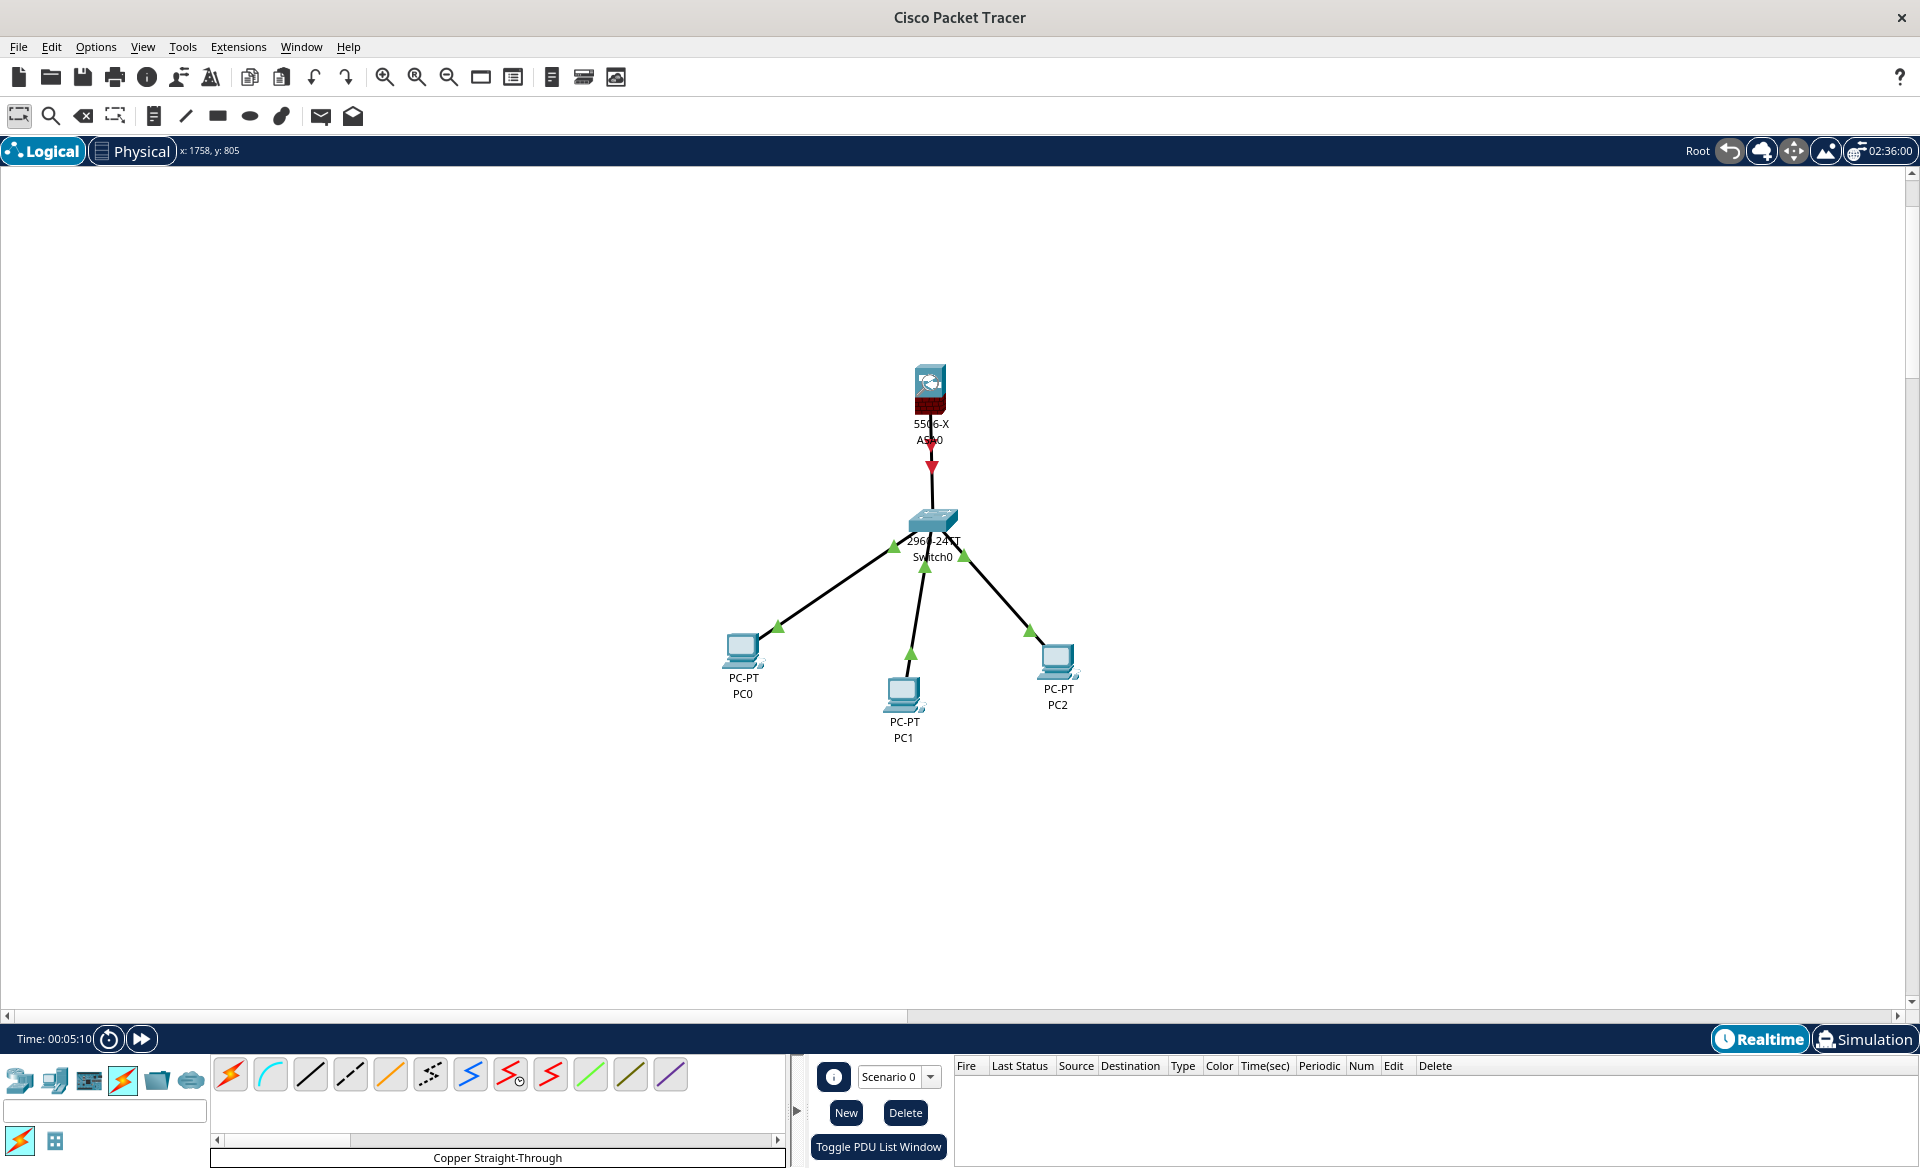 Cisco Packet Tracer
File Edit Options View Tools Extensions Window Help
Logical Physical x: 1758, y: 805 Root 02:36:00
5506-X
ASA0
2960-24TT
Switch0
PC-PT
PC0
PC-PT
PC2
PC-PT
PC1
Time: 00:05:10 Realtime Simulation
Scenario 0
New Delete
Toggle PDU List Window
Fire Last Status Source Destination Type Color Time(sec) Periodic Num Edit Delete
Copper Straight-Through